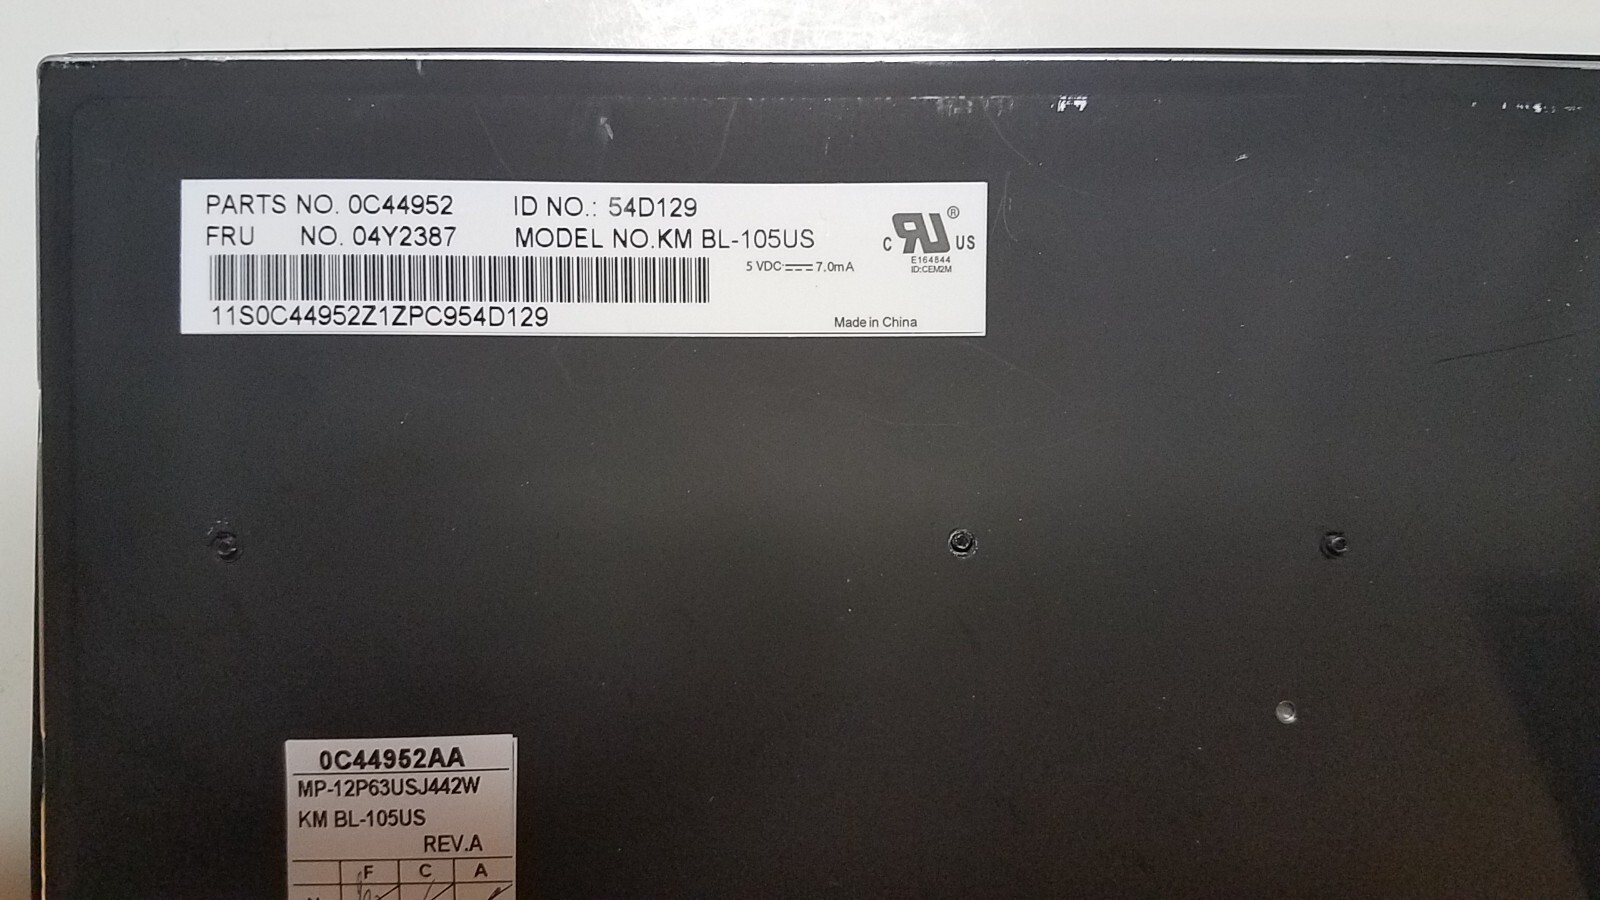 PARTS NO. 0C44952 ID NO.: 54D129
FRU NO. 04Y2387 MODEL NO.KM BL-105US
5 VDC⎓7.0mA
c RU ® US
E164844
ID:CEM2M
11S0C44952Z1ZPC954D129
Made in China
0C44952AA
MP-12P63USJ442W
KM BL-105US
REV.A
F C A